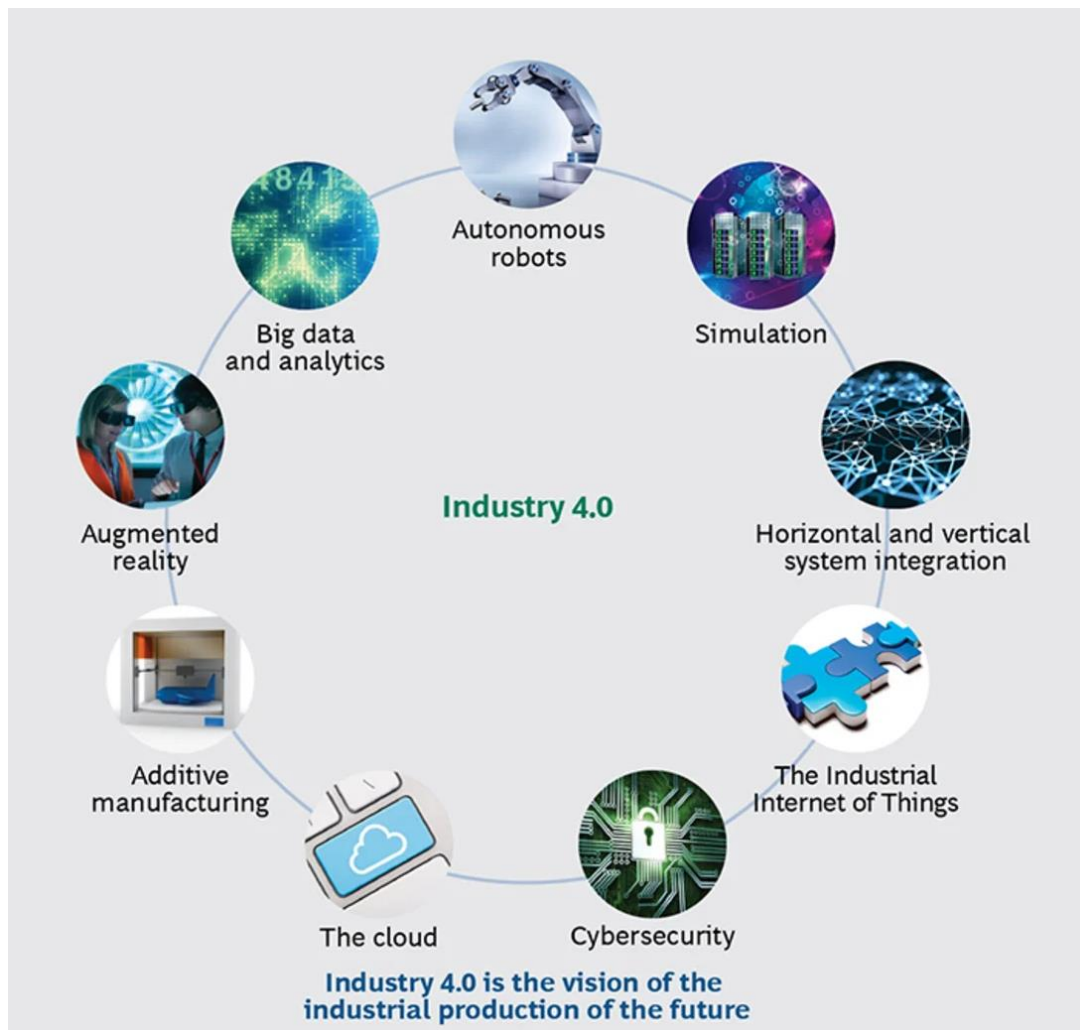 Autonomous
robots
Simulation
Horizontal and vertical
system integration
The Industrial
Internet of Things
Cybersecurity
The cloud
Additive
manufacturing
Augmented
reality
Big data
and analytics
Industry 4.0
Industry 4.0 is the vision of the
industrial production of the future